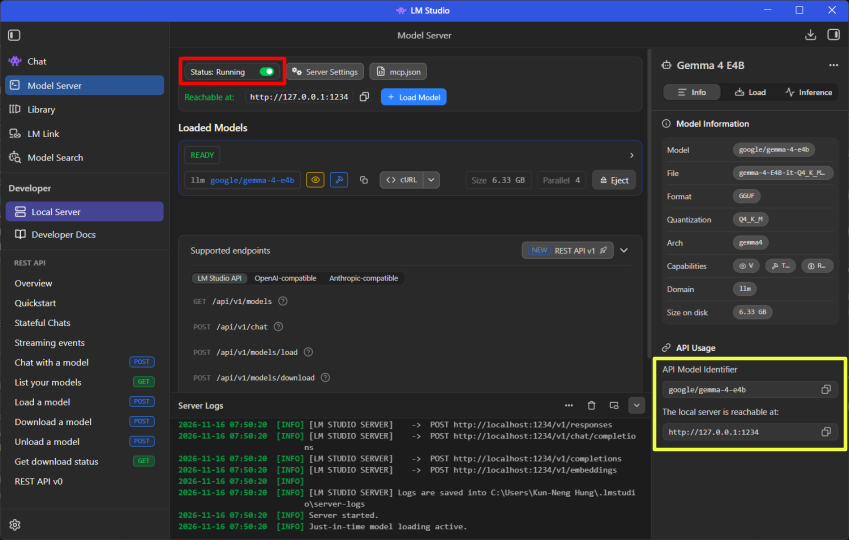 LM Studio
Model Server
Chat
Model Server
Library
LM Link
Model Search
Developer
Local Server
Developer Docs
REST API
Overview
Quickstart
Stateful Chats
Streaming events
Chat with a model POST
List your models GET
Load a model POST
Download a model POST
Unload a model POST
Get download status GET
REST API v0
Status: Running
Server Settings
mcp.json
Reachable at: http://127.0.0.1:1234
+ Load Model
Loaded Models
READY
llm google/gemma-4-e4b
<> cURL
Size 6.33 GB
Parallel 4
Eject
Supported endpoints
NEW REST API v1
LM Studio API OpenAI-compatible Anthropic-compatible
GET /api/v1/models
POST /api/v1/chat
POST /api/v1/models/load
POST /api/v1/models/download
Server Logs
2026-11-16 07:50:20 [INFO] [LM STUDIO SERVER] -> POST http://localhost:1234/v1/responses
2026-11-16 07:50:20 [INFO] [LM STUDIO SERVER] -> POST http://localhost:1234/v1/chat/completio
ns
2026-11-16 07:50:20 [INFO] [LM STUDIO SERVER] -> POST http://localhost:1234/v1/completions
2026-11-16 07:50:20 [INFO] [LM STUDIO SERVER] -> POST http://localhost:1234/v1/embeddings
2026-11-16 07:50:20 [INFO]
2026-11-16 07:50:20 [INFO] [LM STUDIO SERVER] Logs are saved into C:\Users\Kun-Neng Hung\.lmstudi
o\server-logs
2026-11-16 07:50:20 [INFO] Server started.
2026-11-16 07:50:20 [INFO] Just-in-time model loading active.
Gemma 4 E4B
Info
Load
Inference
Model Information
Model google/gemma-4-e4b
File gemma-4-E4B-it-Q4_K_M…
Format GGUF
Quantization Q4_K_M
Arch gemma4
Capabilities V T… R…
Domain llm
Size on disk 6.33 GB
API Usage
API Model Identifier
google/gemma-4-e4b
The local server is reachable at:
http://127.0.0.1:1234